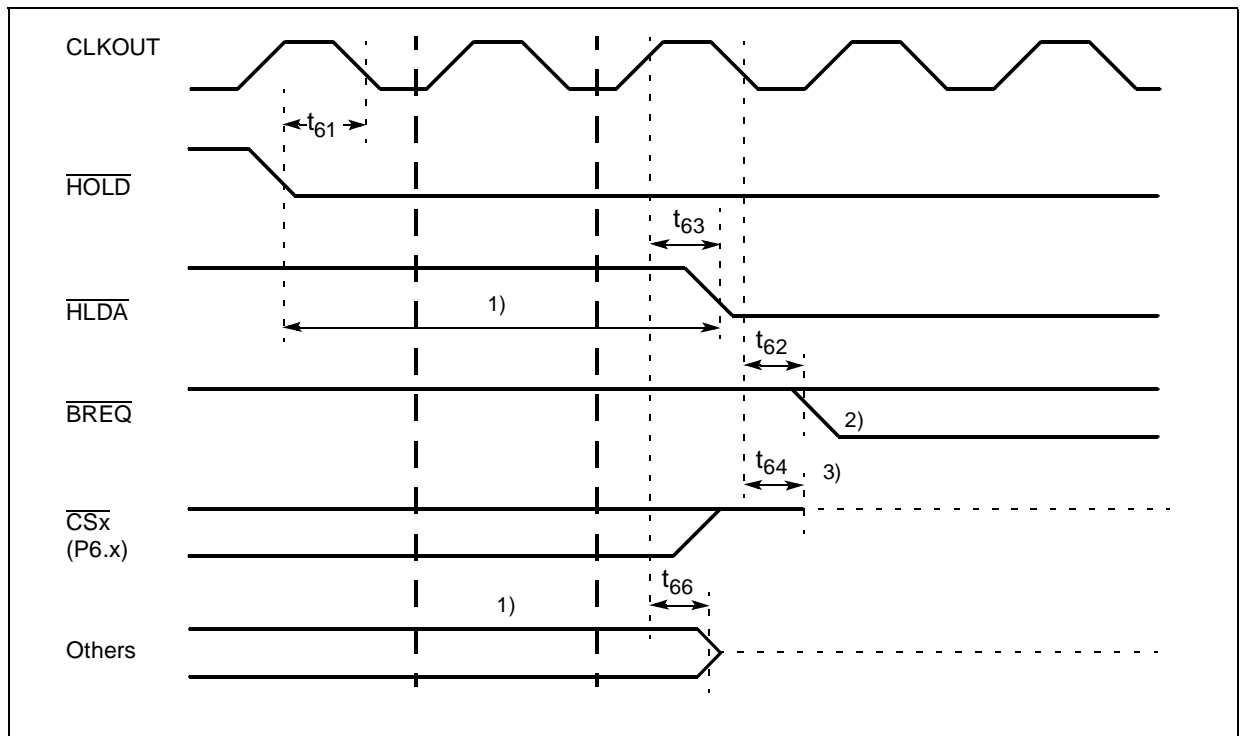 CLKOUT
t61
HOLD
t63
HLDA
1)
t62
BREQ
2)
t64
3)
CSx
(P6.x)
t66
1)
Others